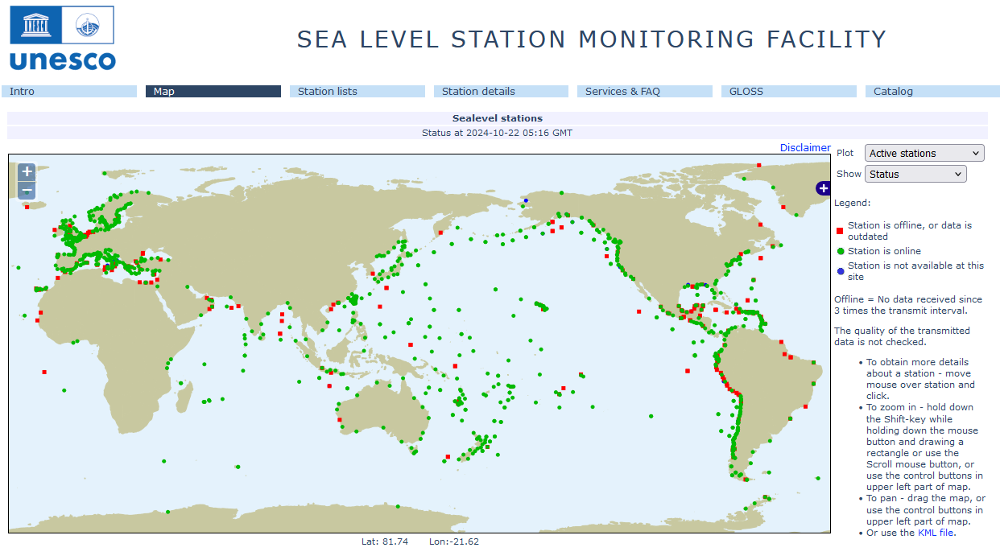 unesco
SEA LEVEL STATION MONITORING FACILITY
Intro
Map
Station lists
Station details
Services & FAQ
GLOSS
Catalog
Sealevel stations
Status at 2024-10-22 05:16 GMT
Disclaimer
Plot
Active stations
Show
Status
+
−
+
Legend:
Station is offline, or data is
outdated
Station is online
Station is not available at this
site
Offline = No data received since
3 times the transmit interval.
The quality of the transmitted
data is not checked.
• To obtain more details
about a station - move
mouse over station and
click.
• To zoom in - hold down
the Shift-key while
holding down the mouse
button and drawing a
rectangle or use the
Scroll mouse button, or
use the control buttons in
upper left part of map.
• To pan - drag the map, or
use the control buttons in
upper left part of map.
• Or use the KML file.
Lat: 81.74 Lon:-21.62